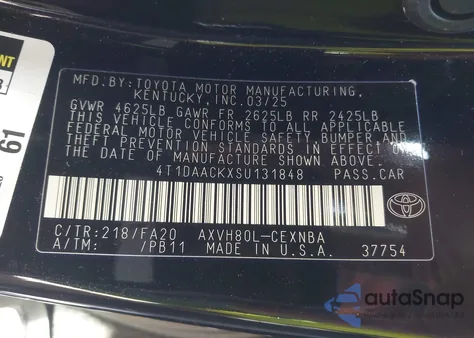 MFD.BY:TOYOTA MOTOR MANUFACTURING,
KENTUCKY, INC. 03/25
GVWR 4625LB GAWR FR 2625LB RR 2425LB
THIS VEHICLE CONFORMS TO ALL APPLICABLE
FEDERAL MOTOR VEHICLE SAFETY, BUMPER AND
THEFT PREVENTION STANDARDS IN EFFECT ON
THE DATE OF MANUFACTURE SHOWN ABOVE.
4T1DAACKXSU131848 PASS.CAR
C/TR:218/FA20 AXVH80L-CEXNBA
A/TM: /PB11 MADE IN U.S.A. 37754
TOYOTA
61
autoSnap